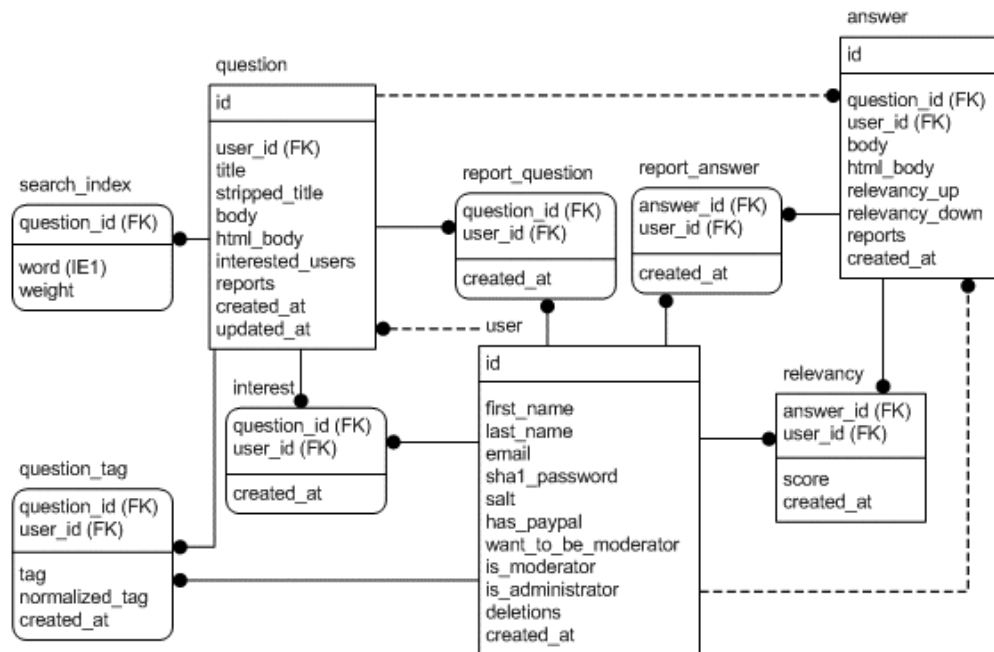 answer
id
question_id (FK)
user_id (FK)
body
html_body
relevancy_up
relevancy_down
reports
created_at
question
id
user_id (FK)
title
stripped_title
body
html_body
interested_users
reports
created_at
updated_at
search_index
question_id (FK)
word (IE1)
weight
report_question
question_id (FK)
user_id (FK)
created_at
report_answer
answer_id (FK)
user_id (FK)
created_at
user
id
first_name
last_name
email
sha1_password
salt
has_paypal
want_to_be_moderator
is_moderator
is_administrator
deletions
created_at
interest
question_id (FK)
user_id (FK)
created_at
relevancy
answer_id (FK)
user_id (FK)
score
created_at
question_tag
question_id (FK)
user_id (FK)
tag
normalized_tag
created_at